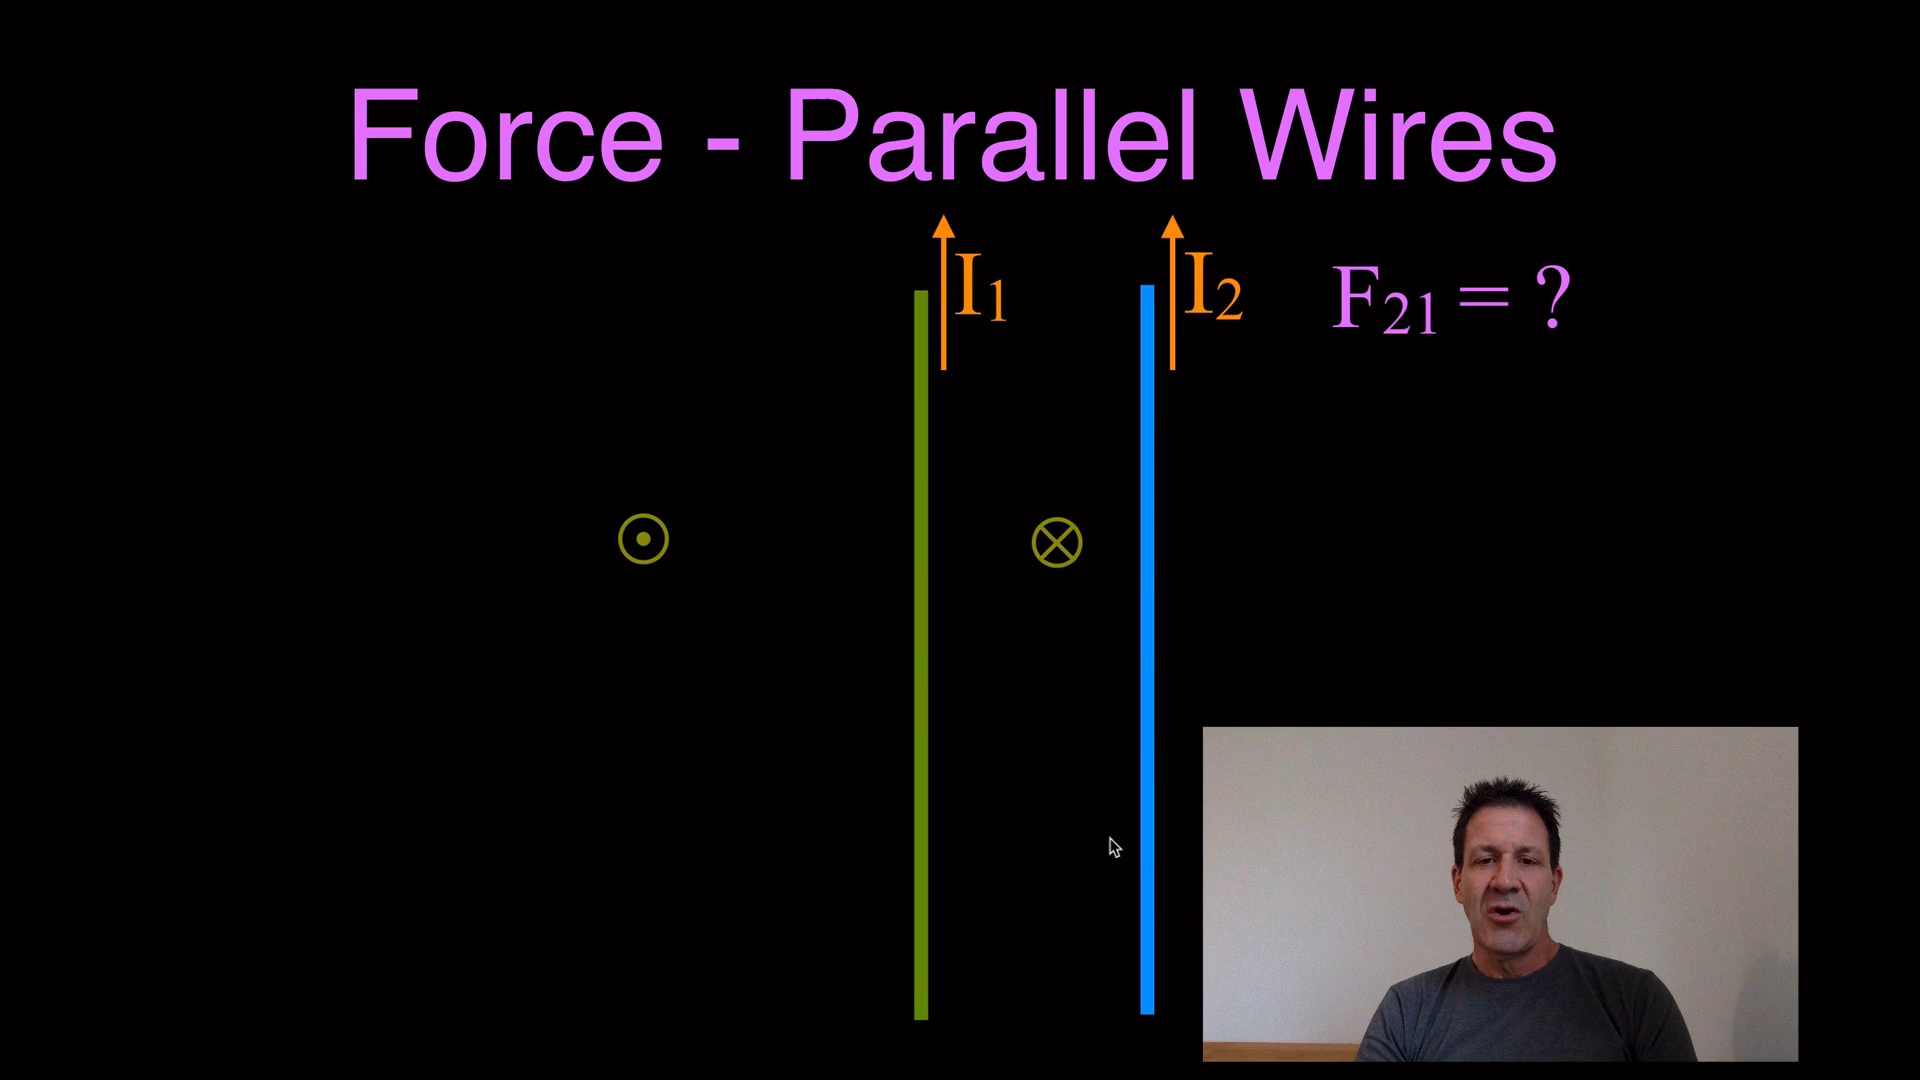 Force - Parallel Wires
I₁ I₂ F₂₁ = ?